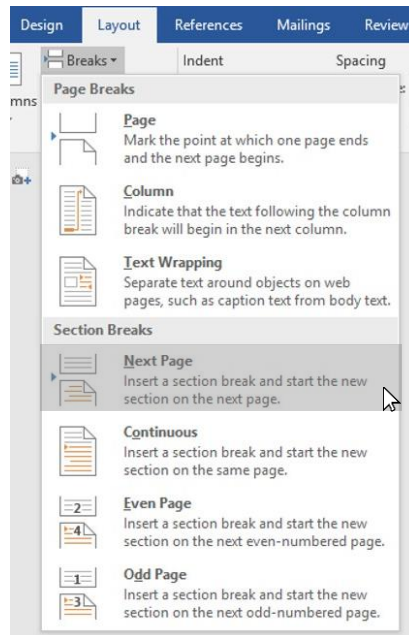 Design Layout References Mailings Review
Breaks Indent Spacing
mns
Page Breaks
Page
Mark the point at which one page ends
and the next page begins.
Column
Indicate that the text following the column
break will begin in the next column.
Text Wrapping
Separate text around objects on web
pages, such as caption text from body text.
Section Breaks
Next Page
Insert a section break and start the new
section on the next page.
Continuous
Insert a section break and start the new
section on the same page.
2
4
Even Page
Insert a section break and start the new
section on the next even-numbered page.
1
3
Odd Page
Insert a section break and start the new
section on the next odd-numbered page.